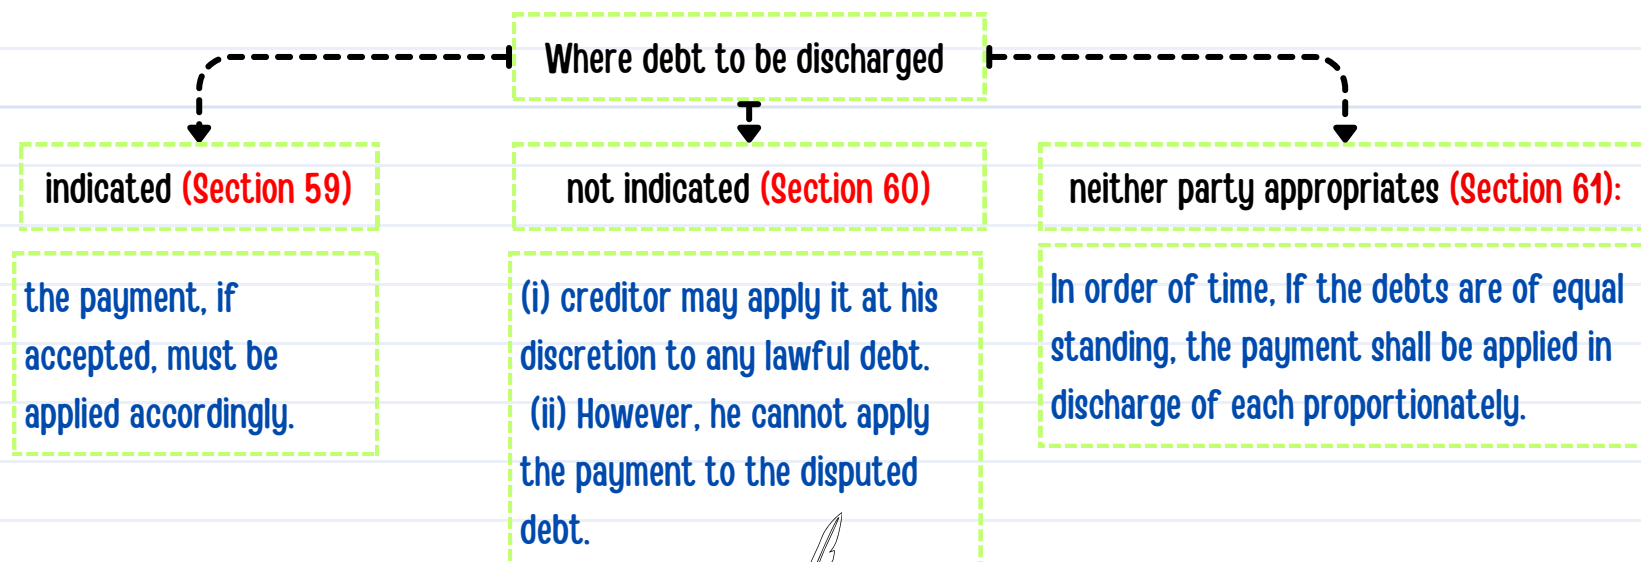 Where debt to be discharged
indicated (Section 59)
not indicated (Section 60)
neither party appropriates (Section 61):
the payment, if
accepted, must be
applied accordingly.
(i) creditor may apply it at his
discretion to any lawful debt.
(ii) However, he cannot apply
the payment to the disputed
debt.
In order of time, If the debts are of equal
standing, the payment shall be applied in
discharge of each proportionately.